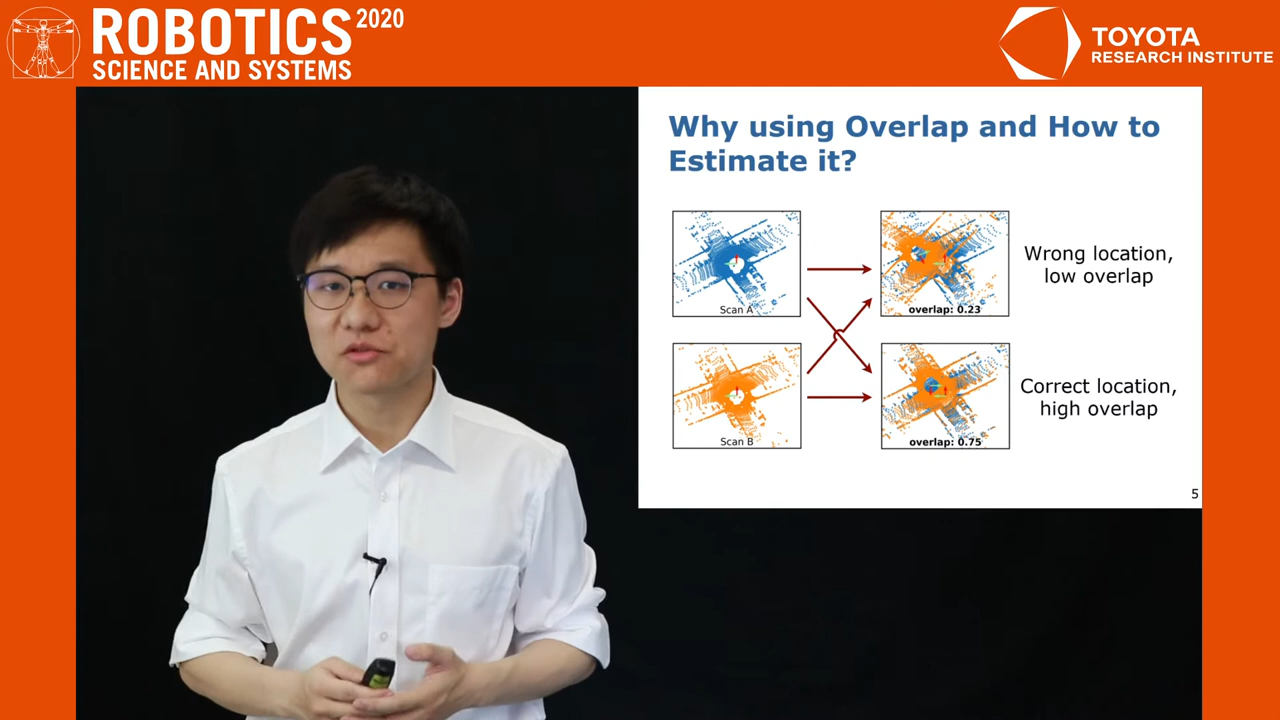 ROBOTICS 2020
SCIENCE AND SYSTEMS
TOYOTA
RESEARCH INSTITUTE
Why using Overlap and How to
Estimate it?
Scan A
overlap: 0.23
Wrong location,
low overlap
Scan B
overlap: 0.75
Correct location,
high overlap
5